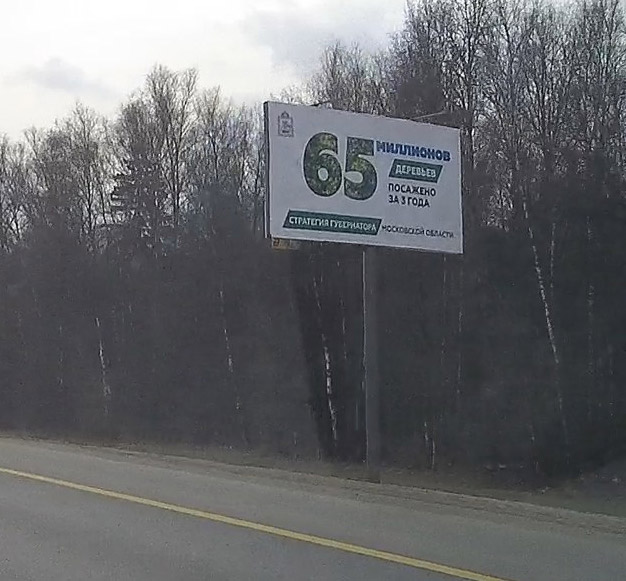 65 МИЛЛИОНОВ
ДЕРЕВЬЕВ
ПОСАЖЕНО
ЗА 3 ГОДА
СТРАТЕГИЯ ГУБЕРНАТОРА МОСКОВСКОЙ ОБЛАСТИ